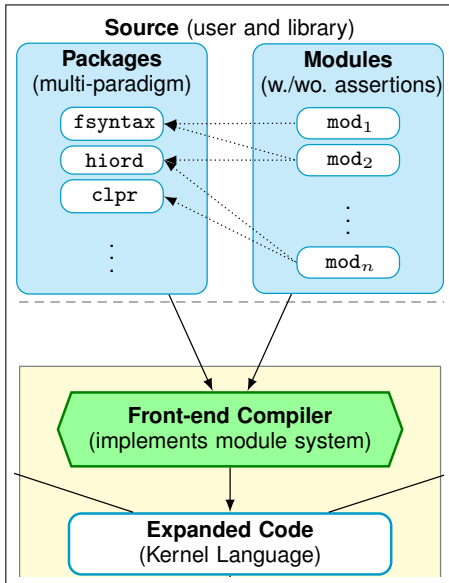 Source (user and library)
Packages
(multi-paradigm)
fsyntax
hiord
clpr
⋮
Modules
(w./wo. assertions)
mod₁
mod₂
⋮
modₙ
Front-end Compiler
(implements module system)
Expanded Code
(Kernel Language)